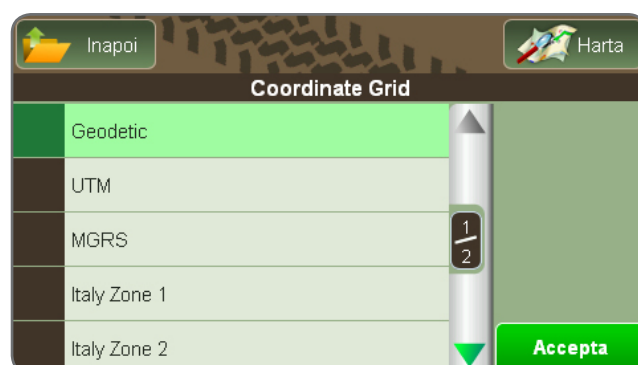 Inapoi
Harta
Coordinate Grid
Geodetic
UTM
MGRS
1
2
Italy Zone 1
Italy Zone 2
Accepta